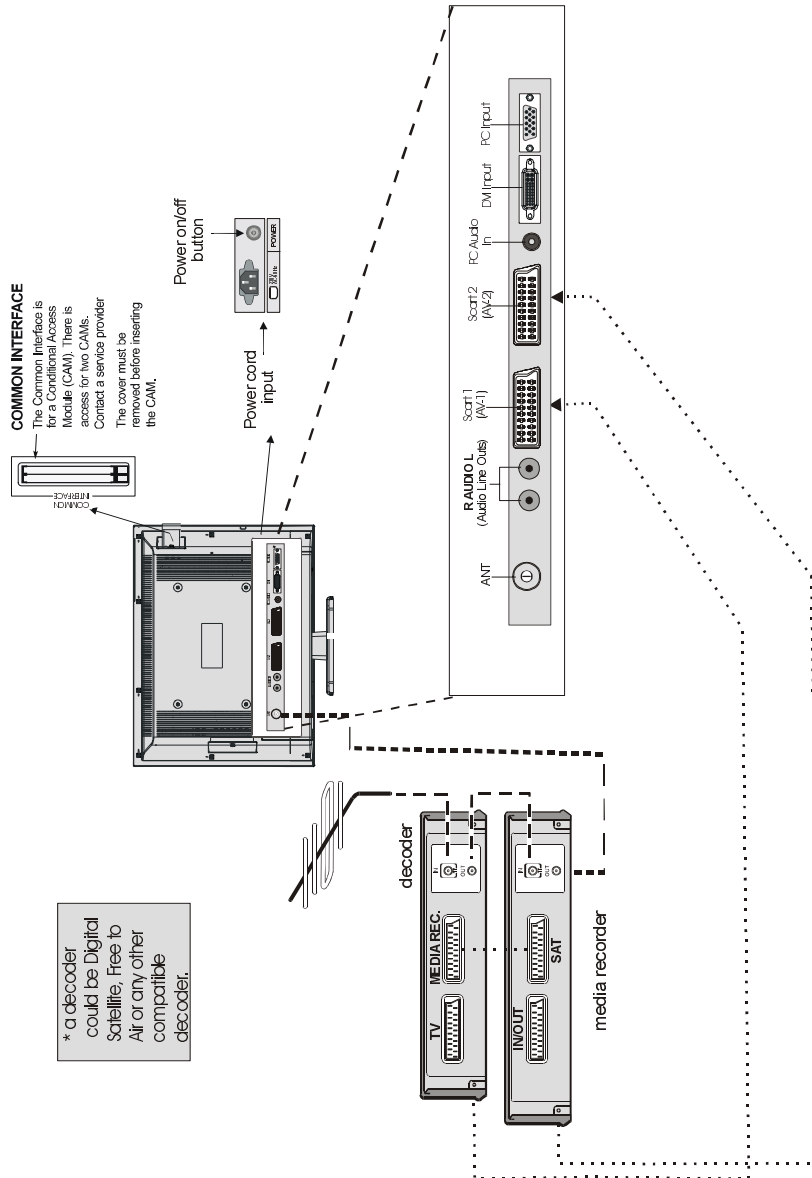 COMMON INTERFACE
The Common Interface is
for a Conditional Access
Module (CAM). There is
access for two CAMs.
Contact a service provider
The cover must be
removed before inserting
the CAM.
COMMON
INTERFACE
Power on/off
button
POWER
Power cord
input
ANT
R AUDIO L
(Audio Line Outs)
Scart 1
(AV-1)
Scart 2
(AV-2)
PC Audio
In
DVI Input
PC Input
* a decoder
could be Digital
Satellite, Free to
Air or any other
compatible
decoder.
decoder
TV
MEDIA REC.
IN
OUT
IN/OUT
SAT
IN
OUT
media recorder